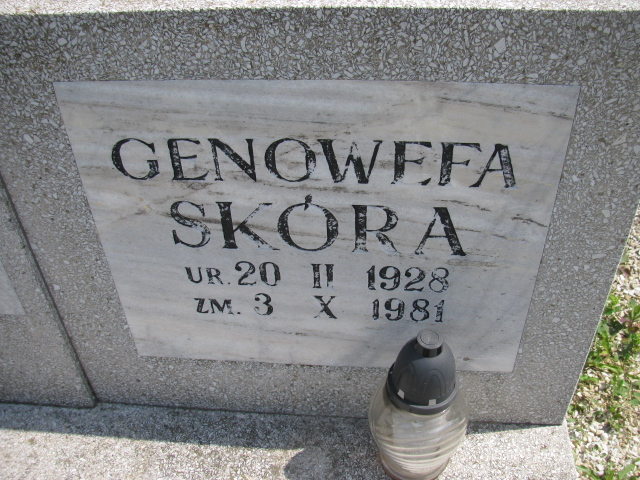 GENOWEFA
SKÓRA
UR. 20 II 1928
ZM. 3 X 1981